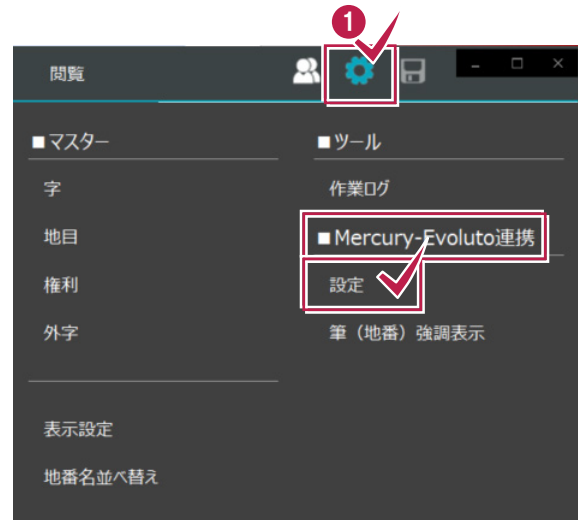 1
閲覧
■マスター
字
地目
権利
外字
表示設定
地番名並べ替え
■ツール
作業ログ
■Mercury-Evoluto連携
設定
筆（地番）強調表示